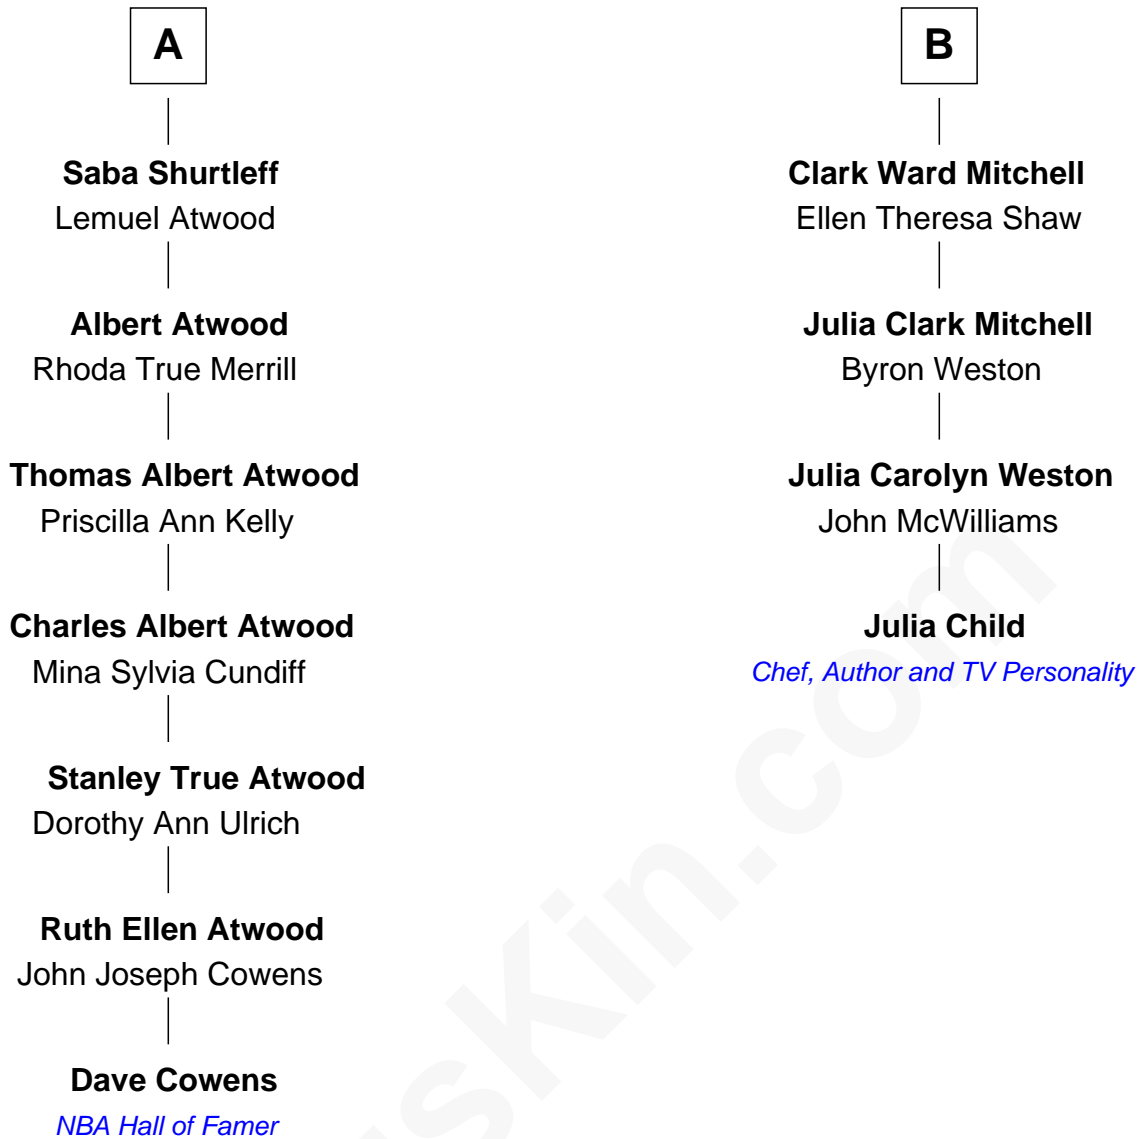 A
Saba Shurtleff
Lemuel Atwood
Albert Atwood
Rhoda True Merrill
Thomas Albert Atwood
Priscilla Ann Kelly
Charles Albert Atwood
Mina Sylvia Cundiff
Stanley True Atwood
Dorothy Ann Ulrich
Ruth Ellen Atwood
John Joseph Cowens
Dave Cowens
NBA Hall of Famer
B
Clark Ward Mitchell
Ellen Theresa Shaw
Julia Clark Mitchell
Byron Weston
Julia Carolyn Weston
John McWilliams
Julia Child
Chef, Author and TV Personality